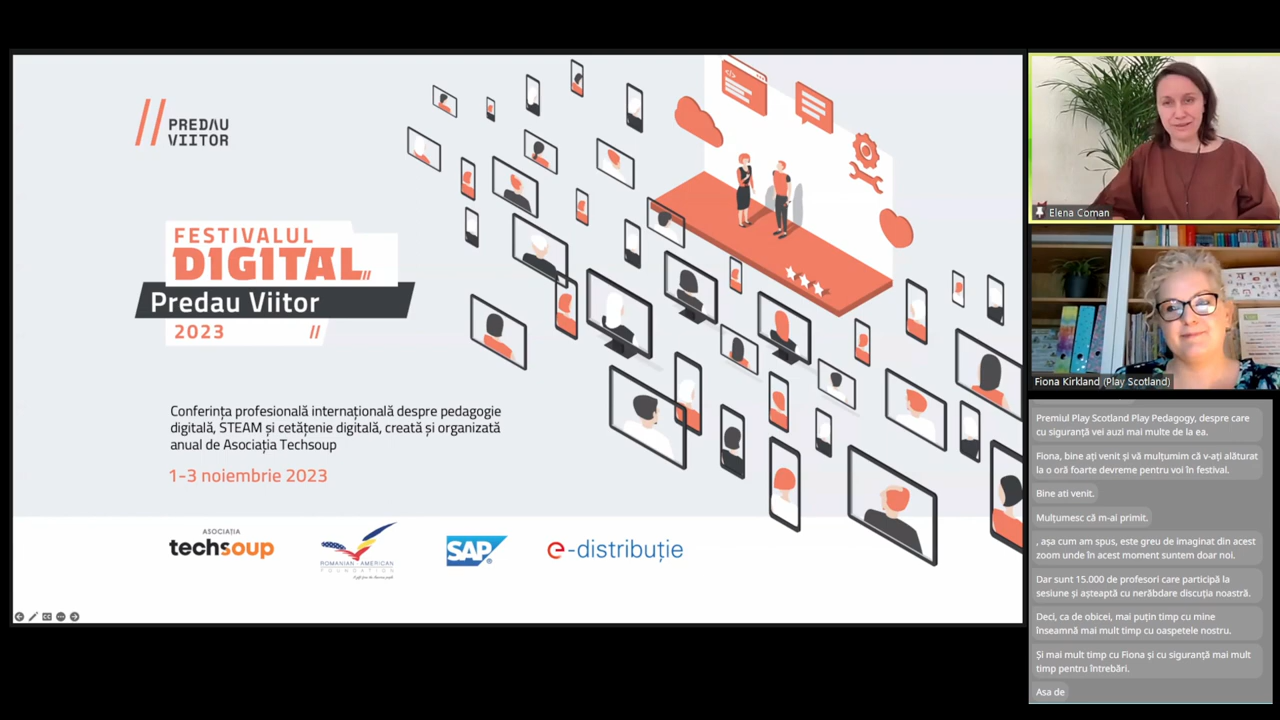 PREDAU
VIITOR
FESTIVALUL
DIGITAL
Predau Viitor
2023
Conferința profesională internațională despre pedagogie
digitală, STEAM și cetățenie digitală, creată și organizată
anual de Asociația Techsoup
1-3 noiembrie 2023
ASOCIAȚIA
techsoup
ROMANIAN-AMERICAN
FOUNDATION
SAP
e-distribuție
Elena Coman
Fiona Kirkland (Play Scotland)
Premiul Play Scotland Play Pedagogy, despre care
cu siguranță vei auzi mai multe de la ea.
Fiona, bine ați venit și vă mulțumim că v-ați alăturat
la o oră foarte devreme pentru voi în festival.
Bine ati venit.
Mulțumesc că m-ai primit.
, așa cum am spus, este greu de imaginat din acest
zoom unde în acest moment suntem doar noi.
Dar sunt 15.000 de profesori care participă la
sesiune și așteaptă cu nerăbdare discuția noastră.
Deci, ca de obicei, mai puțin timp cu mine
înseamnă mai mult timp cu oaspetele nostru.
Și mai mult timp cu Fiona și cu siguranță mai mult
timp pentru întrebări.
Asa de